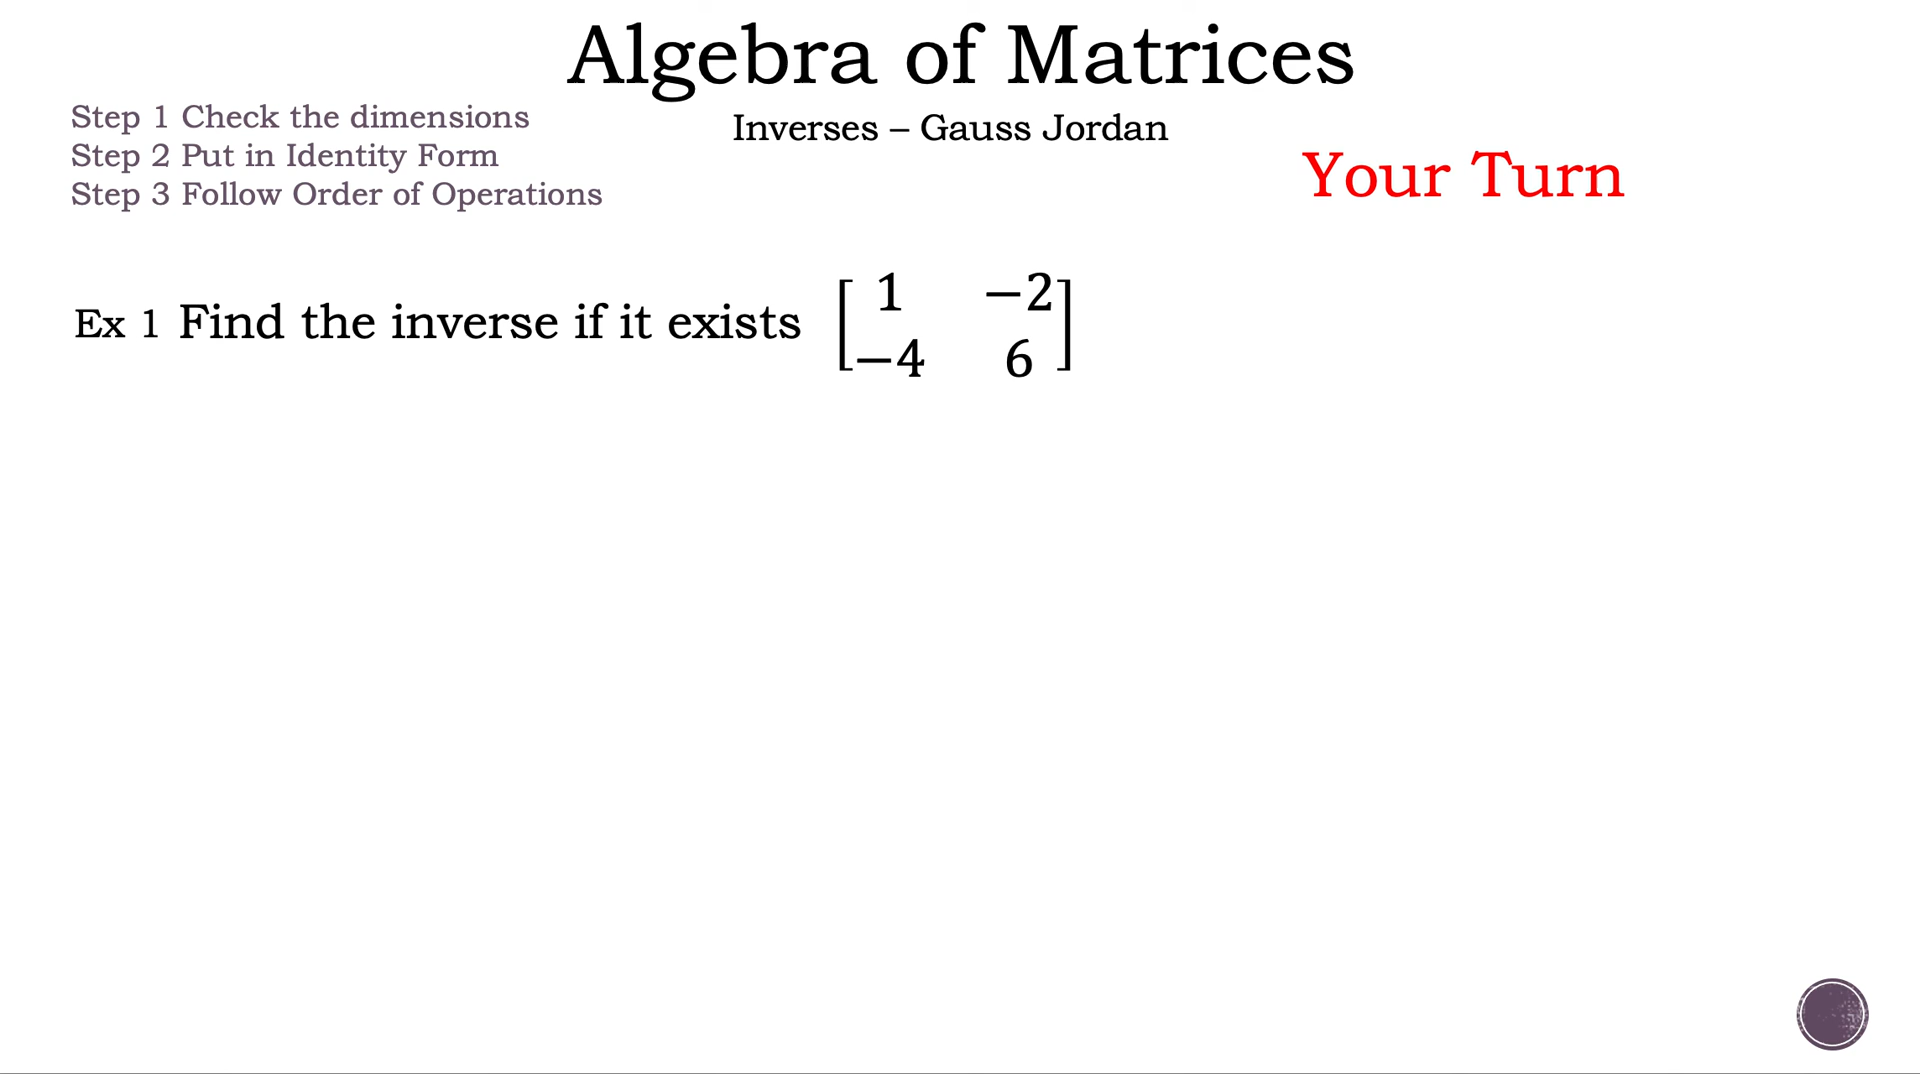 Algebra of Matrices
Inverses – Gauss Jordan
Step 1 Check the dimensions
Step 2 Put in Identity Form
Step 3 Follow Order of Operations
Your Turn
Ex 1 Find the inverse if it exists
1 −2
−4 6